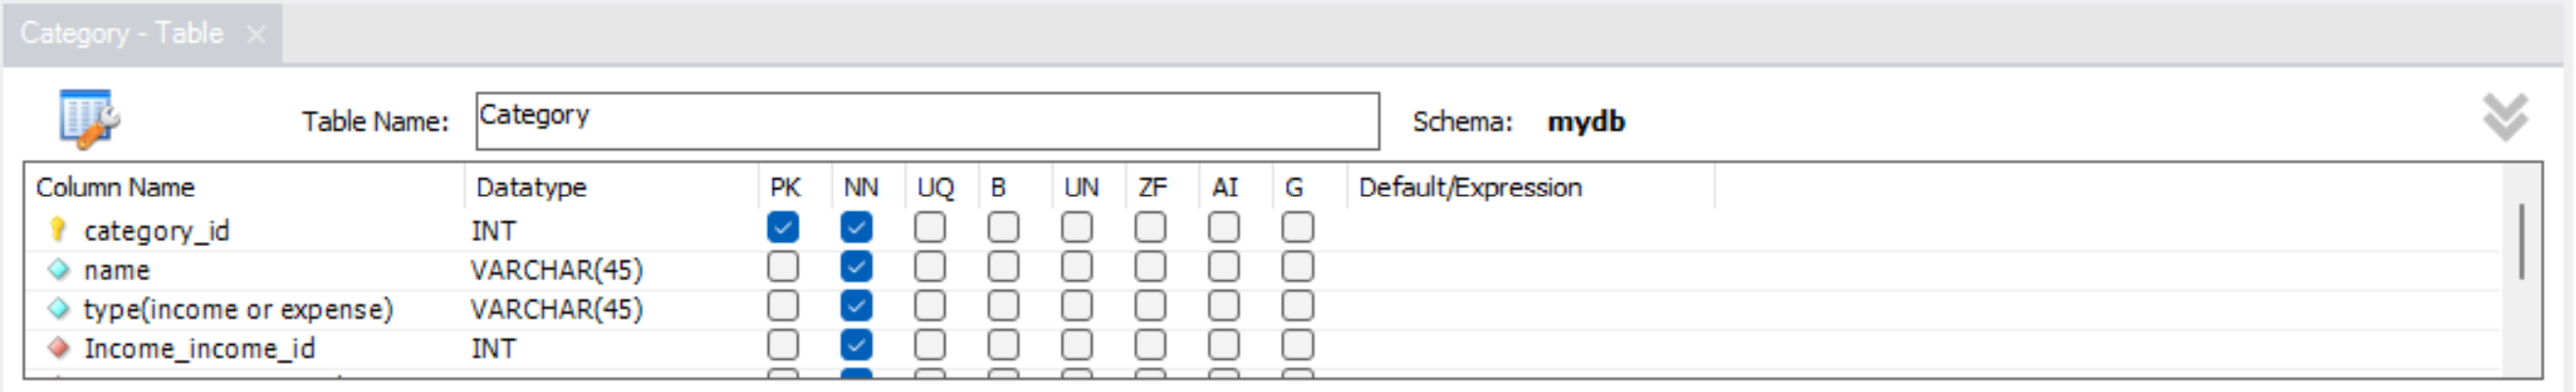 Category - Table
Table Name: Category Schema: mydb
Column Name Datatype PK NN UQ B UN ZF AI G Default/Expression
category_id INT
name VARCHAR(45)
type(income or expense) VARCHAR(45)
Income_income_id INT